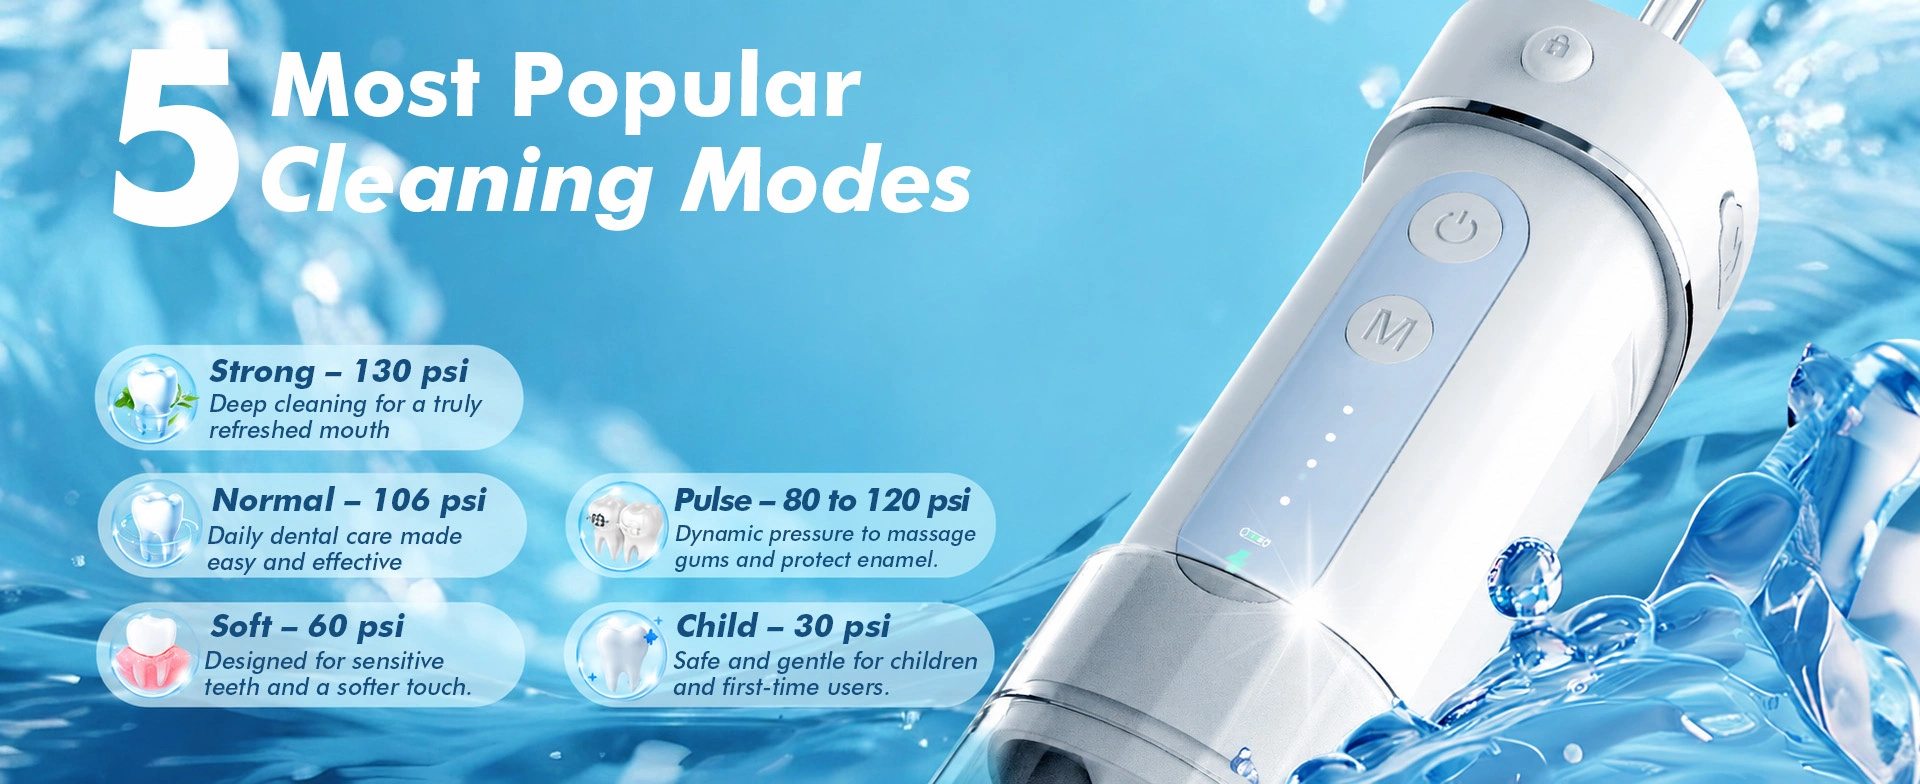 5 Most Popular
Cleaning Modes
Strong – 130 psi
Deep cleaning for a truly
refreshed mouth
Normal – 106 psi
Daily dental care made
easy and effective
Soft – 60 psi
Designed for sensitive
teeth and a softer touch.
Pulse – 80 to 120 psi
Dynamic pressure to massage
gums and protect enamel.
Child – 30 psi
Safe and gentle for children
and first-time users.
M